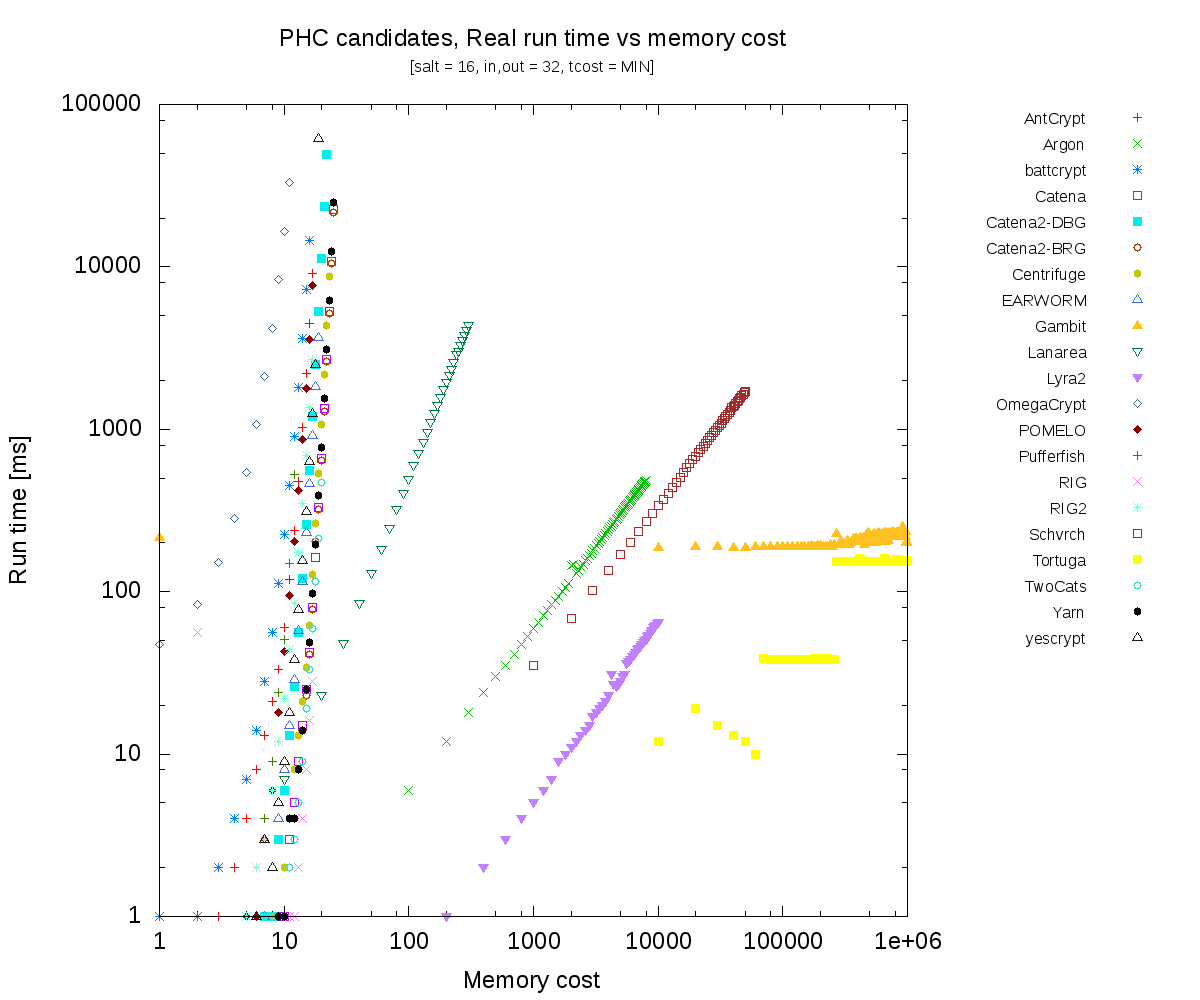 PHC candidates, Real run time vs memory cost
[salt = 16, in,out = 32, tcost = MIN]
100000
10000
1000
100
10
1
Run time [ms]
1
10
100
1000
10000
100000
1e+06
Memory cost
AntCrypt
Argon
battcrypt
Catena
Catena2-DBG
Catena2-BRG
Centrifuge
EARWORM
Gambit
Lanarea
Lyra2
OmegaCrypt
POMELO
Pufferfish
RIG
RIG2
Schvrch
Tortuga
TwoCats
Yarn
yescrypt